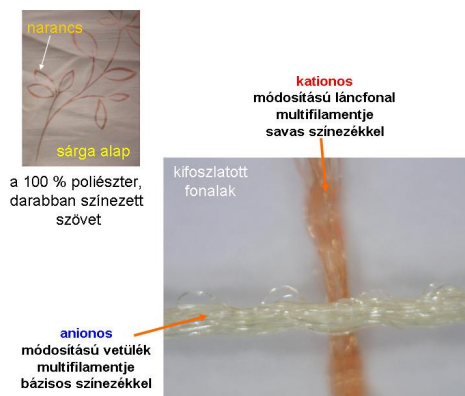 narancs
sárga alap
a 100 % poliészter,
darabban színezett
szövet
kationos
módosítású láncfonal
multifilamentje
savas színezékkel
kifoszlatott
fonalak
anionos
módosítású vetülék
multifilamentje
bázisos színezékkel